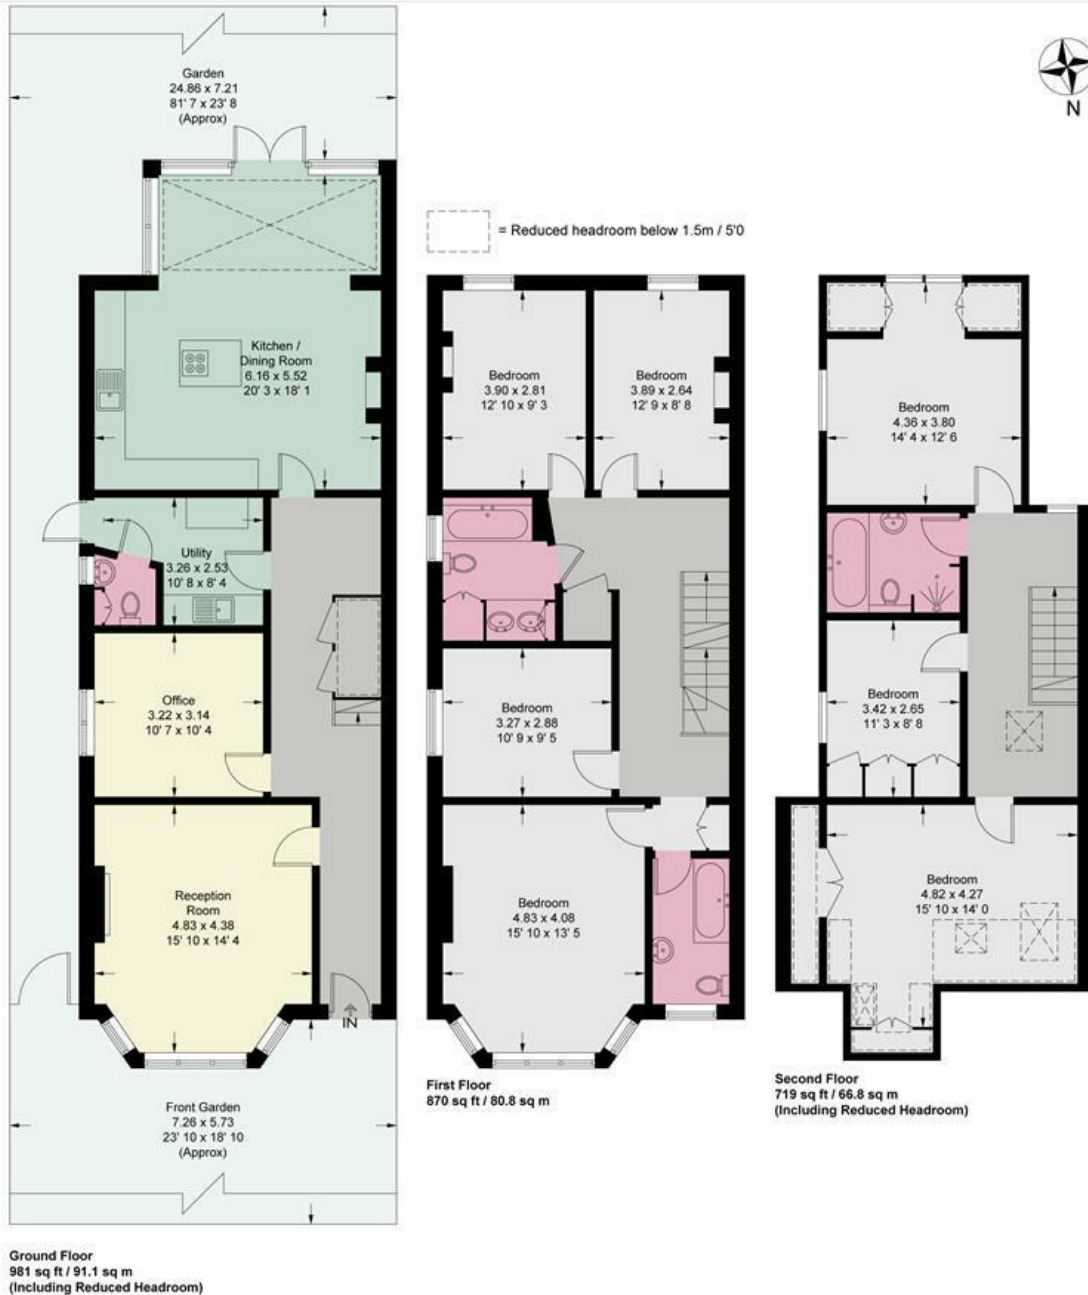 Garden
24.86 x 7.21
81' 7 x 23' 8
(Approx)
N
= Reduced headroom below 1.5m / 5'0
Kitchen /
Dining Room
6.16 x 5.52
20' 3 x 18' 1
Utility
3.26 x 2.53
10' 8 x 8' 4
Office
3.22 x 3.14
10' 7 x 10' 4
Reception
Room
4.83 x 4.38
15' 10 x 14' 4
IN
Front Garden
7.26 x 5.73
23' 10 x 18' 10
(Approx)
Ground Floor
981 sq ft / 91.1 sq m
(Including Reduced Headroom)
Bedroom
3.90 x 2.81
12' 10 x 9' 3
Bedroom
3.89 x 2.64
12' 9 x 8' 8
Bedroom
3.27 x 2.88
10' 9 x 9' 5
Bedroom
4.83 x 4.08
15' 10 x 13' 5
First Floor
870 sq ft / 80.8 sq m
Bedroom
4.36 x 3.80
14' 4 x 12' 6
Bedroom
3.42 x 2.65
11' 3 x 8' 8
Bedroom
4.82 x 4.27
15' 10 x 14' 0
Second Floor
719 sq ft / 66.8 sq m
(Including Reduced Headroom)